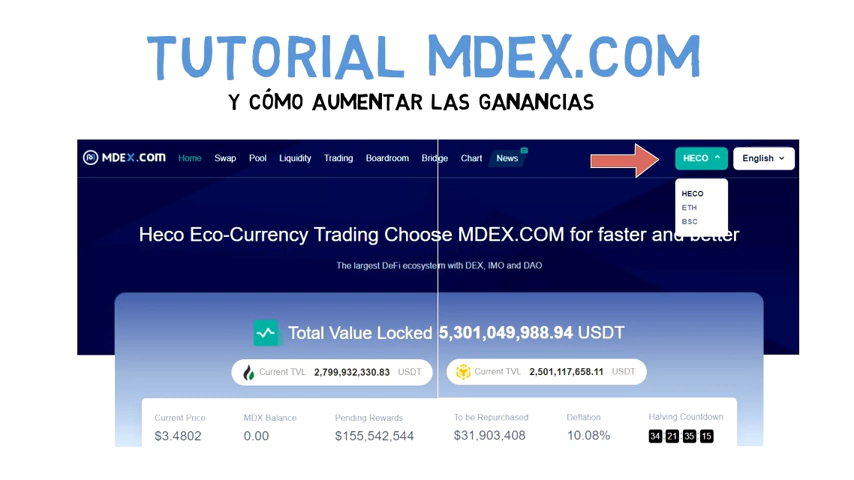 TUTORIAL MDEX.COM
Y CÓMO AUMENTAR LAS GANANCIAS
MDEX.COM Home Swap Pool Liquidity Trading Boardroom Bridge Chart News HECO English
HECO
ETH
BSC
Heco Eco-Currency Trading Choose MDEX.COM for faster and better
The largest DeFi ecosystem with DEX, IMO and DAO
Total Value Locked 5,301,049,988.94 USDT
Current TVL 2,799,932,330.83 USDT Current TVL 2,501,117,658.11 USDT
Current Price MDX Balance Pending Rewards To be Repurchased Deflation Halving Countdown
$3.4802 0.00 $155,542,544 $31,903,408 10.08% 34:21:35:15